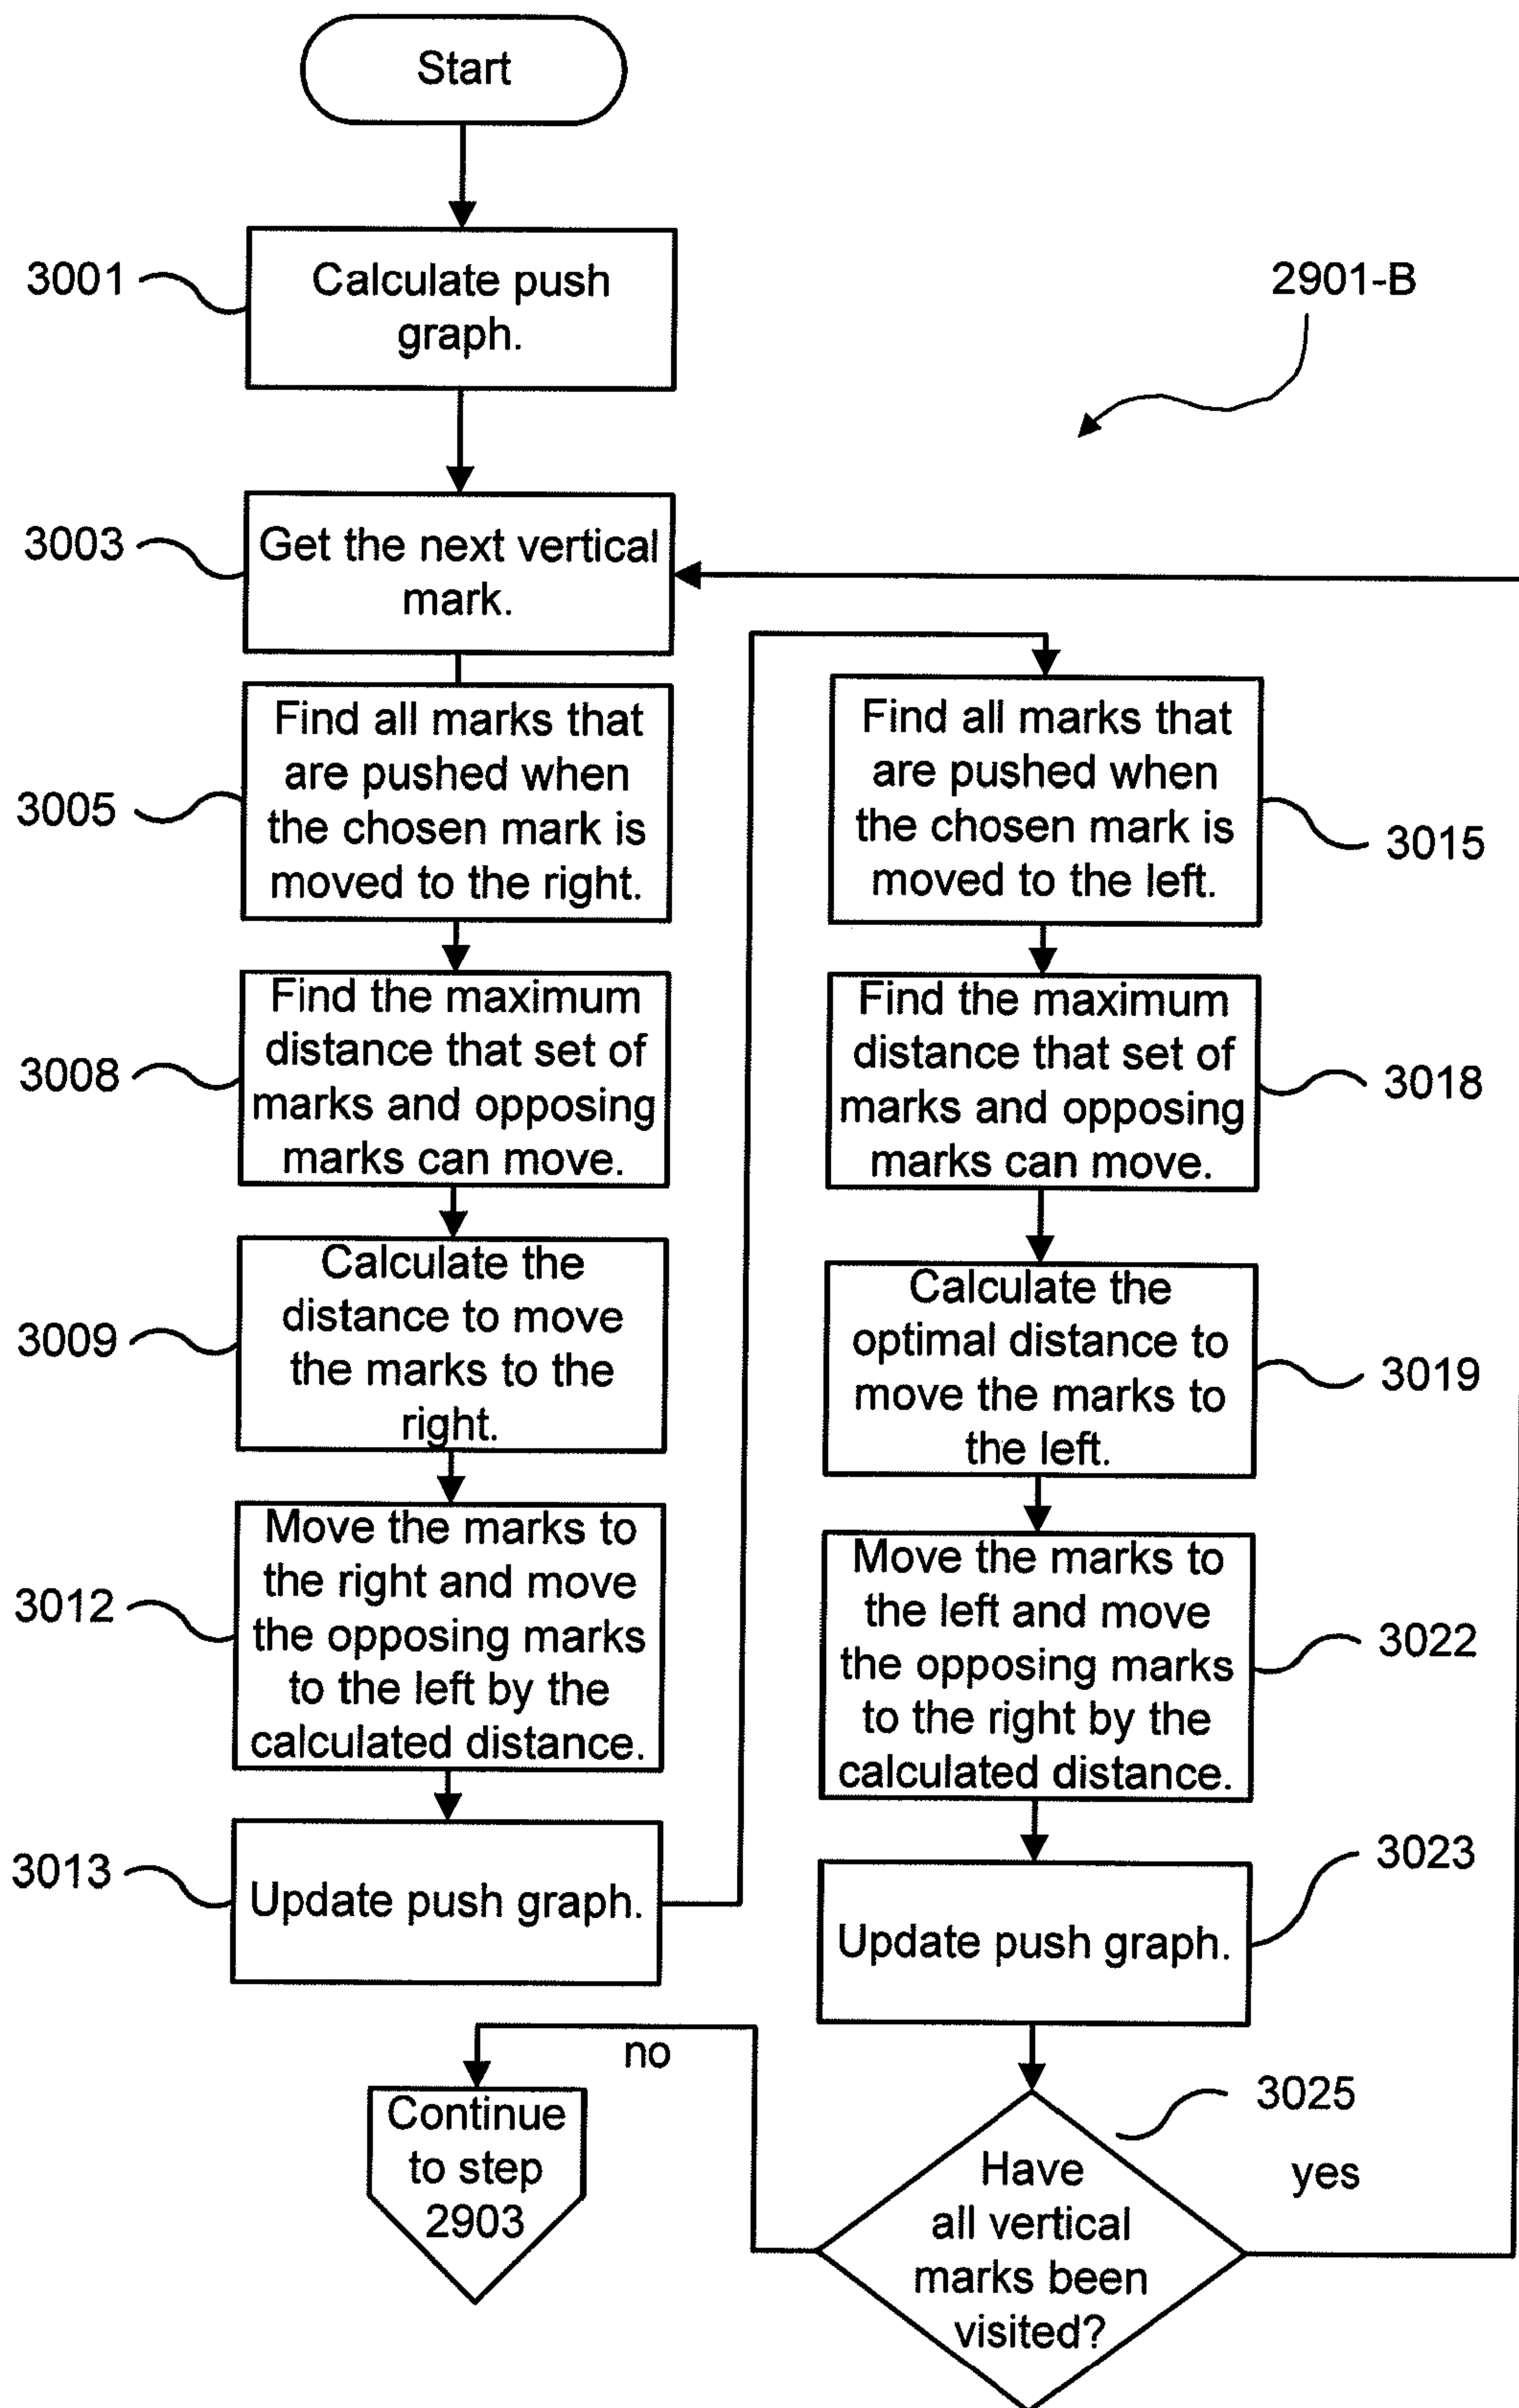 Start
3001
Calculate push
graph.
2901-B
3003
Get the next vertical
mark.
3005
Find all marks that
are pushed when
the chosen mark is
moved to the right.
3008
Find the maximum
distance that set of
marks and opposing
marks can move.
3009
Calculate the
distance to move
the marks to the
right.
3012
Move the marks to
the right and move
the opposing marks
to the left by the
calculated distance.
3013
Update push graph.
Find all marks that
are pushed when
the chosen mark is
moved to the left.
3015
Find the maximum
distance that set of
marks and opposing
marks can move.
3018
Calculate the
optimal distance to
move the marks to
the left.
3019
Move the marks to
the left and move
the opposing marks
to the right by the
calculated distance.
3022
Update push graph.
3023
Have
all vertical
marks been
visited?
3025
yes
no
Continue
to step
2903